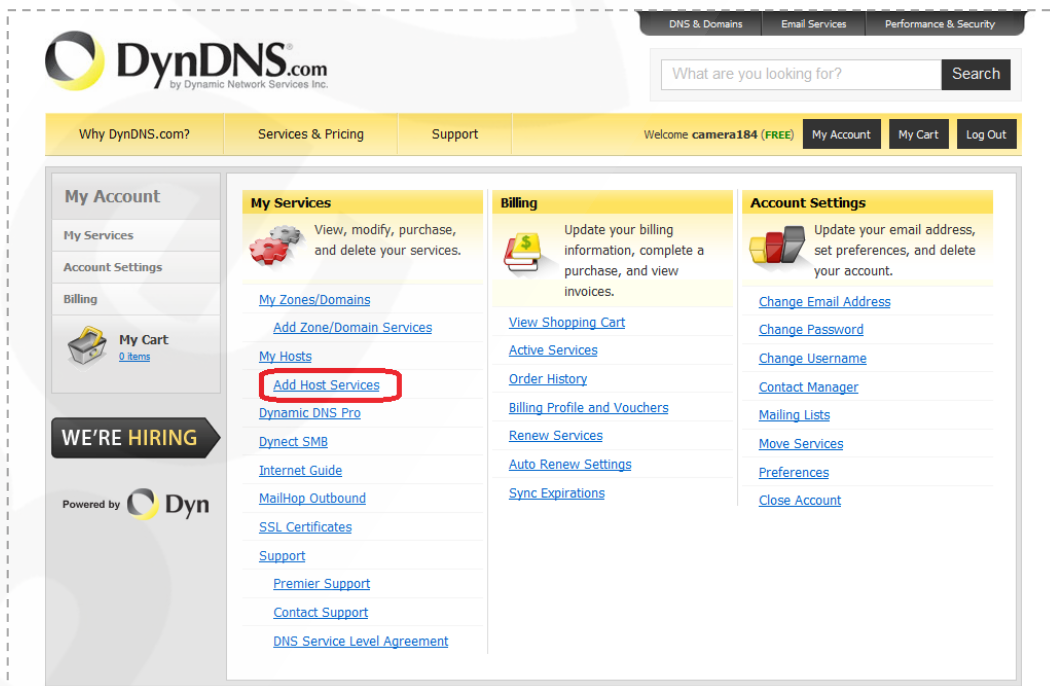 DNS & Domains
Email Services
Performance & Security
DynDNS.com
by Dynamic Network Services Inc.
What are you looking for?
Search
Why DynDNS.com?
Services & Pricing
Support
Welcome camera184 (FREE)
My Account
My Cart
Log Out
My Account
My Services
Account Settings
Billing
My Cart
0 items
WE'RE HIRING
Powered by Dyn
My Services
View, modify, purchase,
and delete your services.
My Zones/Domains
Add Zone/Domain Services
My Hosts
Add Host Services
Dynamic DNS Pro
Dynect SMB
Internet Guide
MailHop Outbound
SSL Certificates
Support
Premier Support
Contact Support
DNS Service Level Agreement
Billing
Update your billing
information, complete a
purchase, and view
invoices.
View Shopping Cart
Active Services
Order History
Billing Profile and Vouchers
Renew Services
Auto Renew Settings
Sync Expirations
Account Settings
Update your email address,
set preferences, and delete
your account.
Change Email Address
Change Password
Change Username
Contact Manager
Mailing Lists
Move Services
Preferences
Close Account